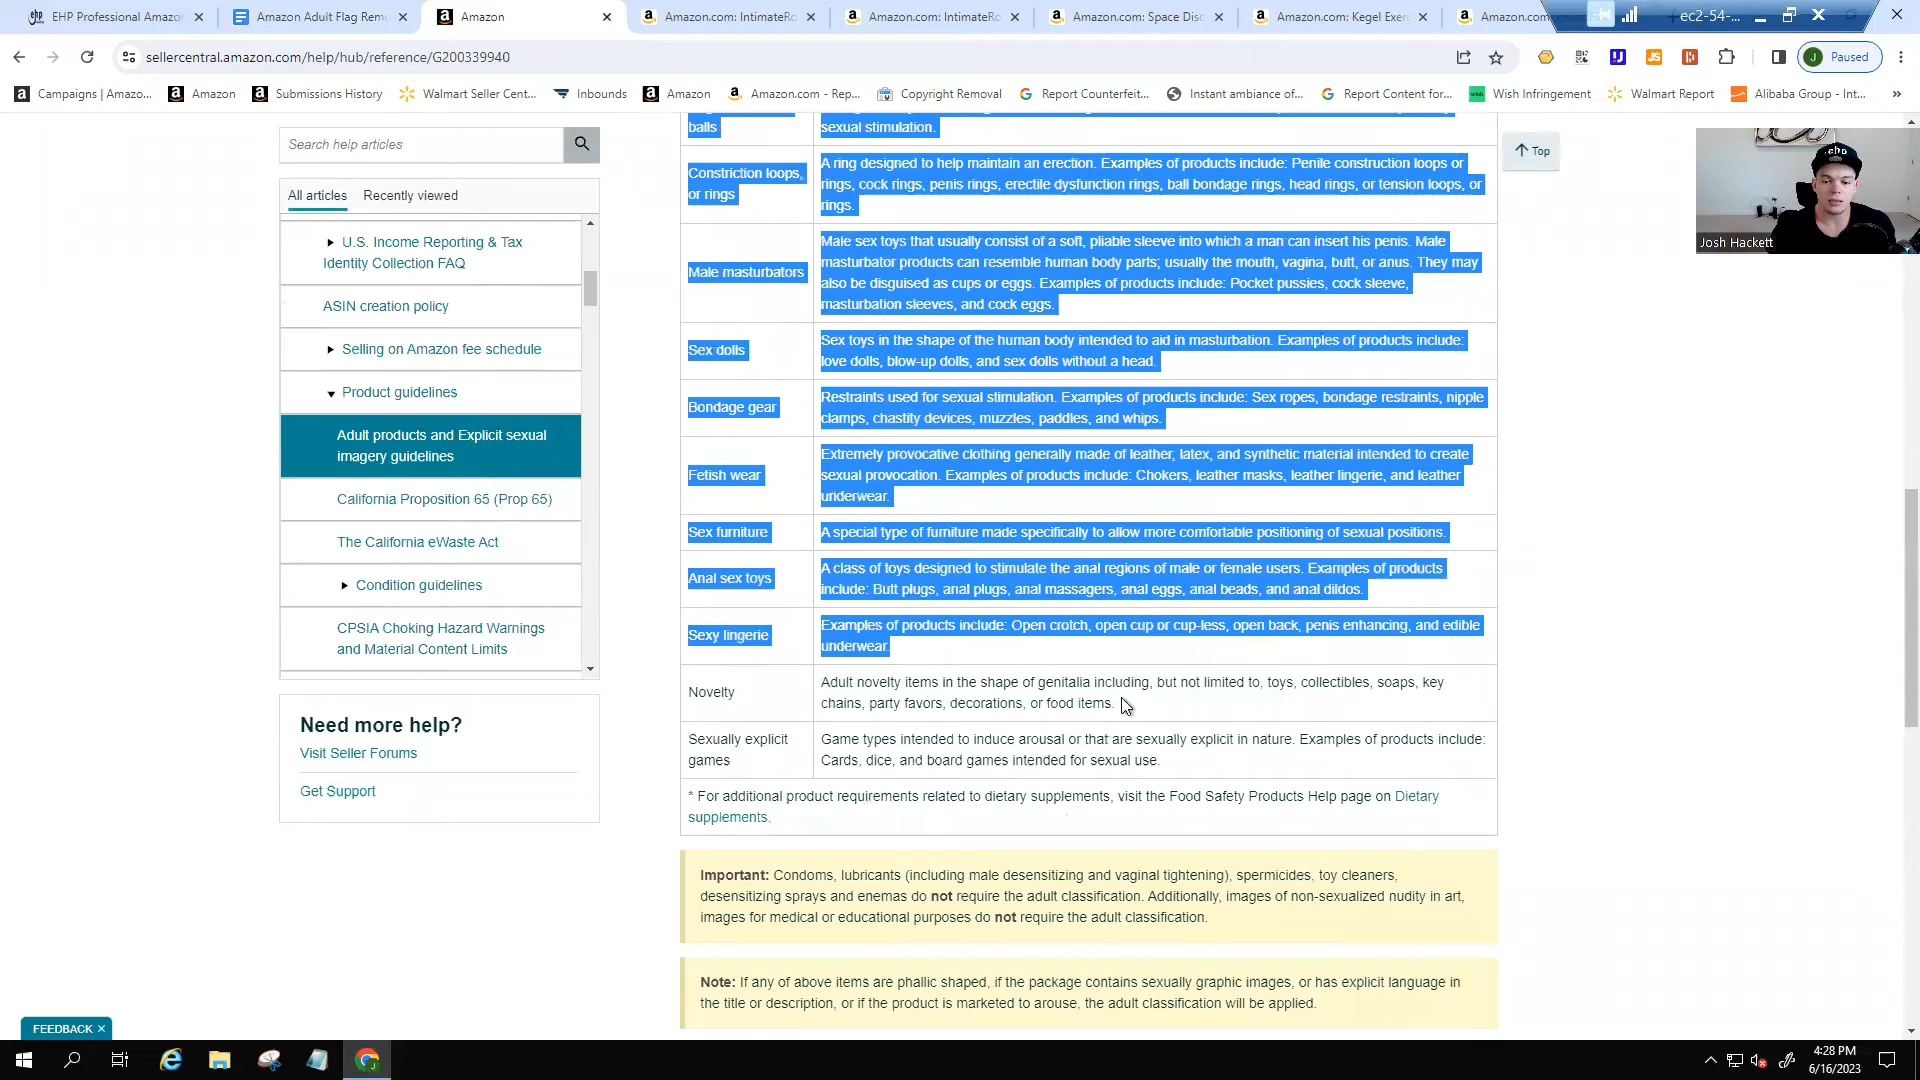 EHP Professional Amazon
Amazon Adult Flag Rem
Amazon
Amazon.com: IntimateRo
Amazon.com: IntimateRo
Amazon.com: Space Disc
Amazon.com: Kegel Exer
Amazon.com
ec2-54-...
sellercentral.amazon.com/help/hub/reference/G200339940
J Paused
Campaigns | Amazo...
Amazon
Submissions History
Walmart Seller Cent...
Inbounds
Amazon
Amazon.com - Rep...
Copyright Removal
Report Counterfeit...
Instant ambiance of...
Report Content for...
Wish Infringement
Walmart Report
Alibaba Group - Int...
Search help articles
All articles
Recently viewed
U.S. Income Reporting & Tax
Identity Collection FAQ
ASIN creation policy
Selling on Amazon fee schedule
Product guidelines
Adult products and Explicit sexual
imagery guidelines
California Proposition 65 (Prop 65)
The California eWaste Act
Condition guidelines
CPSIA Choking Hazard Warnings
and Material Content Limits
Need more help?
Visit Seller Forums
Get Support
balls
sexual stimulation.
Constriction loops,
or rings
A ring designed to help maintain an erection. Examples of products include: Penile construction loops or
rings, cock rings, penis rings, erectile dysfunction rings, ball bondage rings, head rings, or tension loops, or
rings.
Male masturbators
Male sex toys that usually consist of a soft, pliable sleeve into which a man can insert his penis. Male
masturbator products can resemble human body parts; usually the mouth, vagina, butt, or anus. They may
also be disguised as cups or eggs. Examples of products include: Pocket pussies, cock sleeve,
masturbation sleeves, and cock eggs.
Sex dolls
Sex toys in the shape of the human body intended to aid in masturbation. Examples of products include:
love dolls, blow-up dolls, and sex dolls without a head.
Bondage gear
Restraints used for sexual stimulation. Examples of products include: Sex ropes, bondage restraints, nipple
clamps, chastity devices, muzzles, paddles, and whips.
Fetish wear
Extremely provocative clothing generally made of leather, latex, and synthetic material intended to create
sexual provocation. Examples of products include: Chokers, leather masks, leather lingerie, and leather
underwear.
Sex furniture
A special type of furniture made specifically to allow more comfortable positioning of sexual positions.
Anal sex toys
A class of toys designed to stimulate the anal regions of male or female users. Examples of products
include: Butt plugs, anal plugs, anal massagers, anal eggs, anal beads, and anal dildos.
Sexy lingerie
Examples of products include: Open crotch, open cup or cup-less, open back, penis enhancing, and edible
underwear.
Novelty
Adult novelty items in the shape of genitalia including, but not limited to, toys, collectibles, soaps, key
chains, party favors, decorations, or food items.
Sexually explicit
games
Game types intended to induce arousal or that are sexually explicit in nature. Examples of products include:
Cards, dice, and board games intended for sexual use.
* For additional product requirements related to dietary supplements, visit the Food Safety Products Help page on Dietary
supplements.
Important: Condoms, lubricants (including male desensitizing and vaginal tightening), spermicides, toy cleaners,
desensitizing sprays and enemas do not require the adult classification. Additionally, images of non-sexualized nudity in art,
images for medical or educational purposes do not require the adult classification.
Note: If any of above items are phallic shaped, if the package contains sexually graphic images, or has explicit language in
the title or description, or if the product is marketed to arouse, the adult classification will be applied.
Top
Josh Hackett
FEEDBACK
4:28 PM
6/16/2023